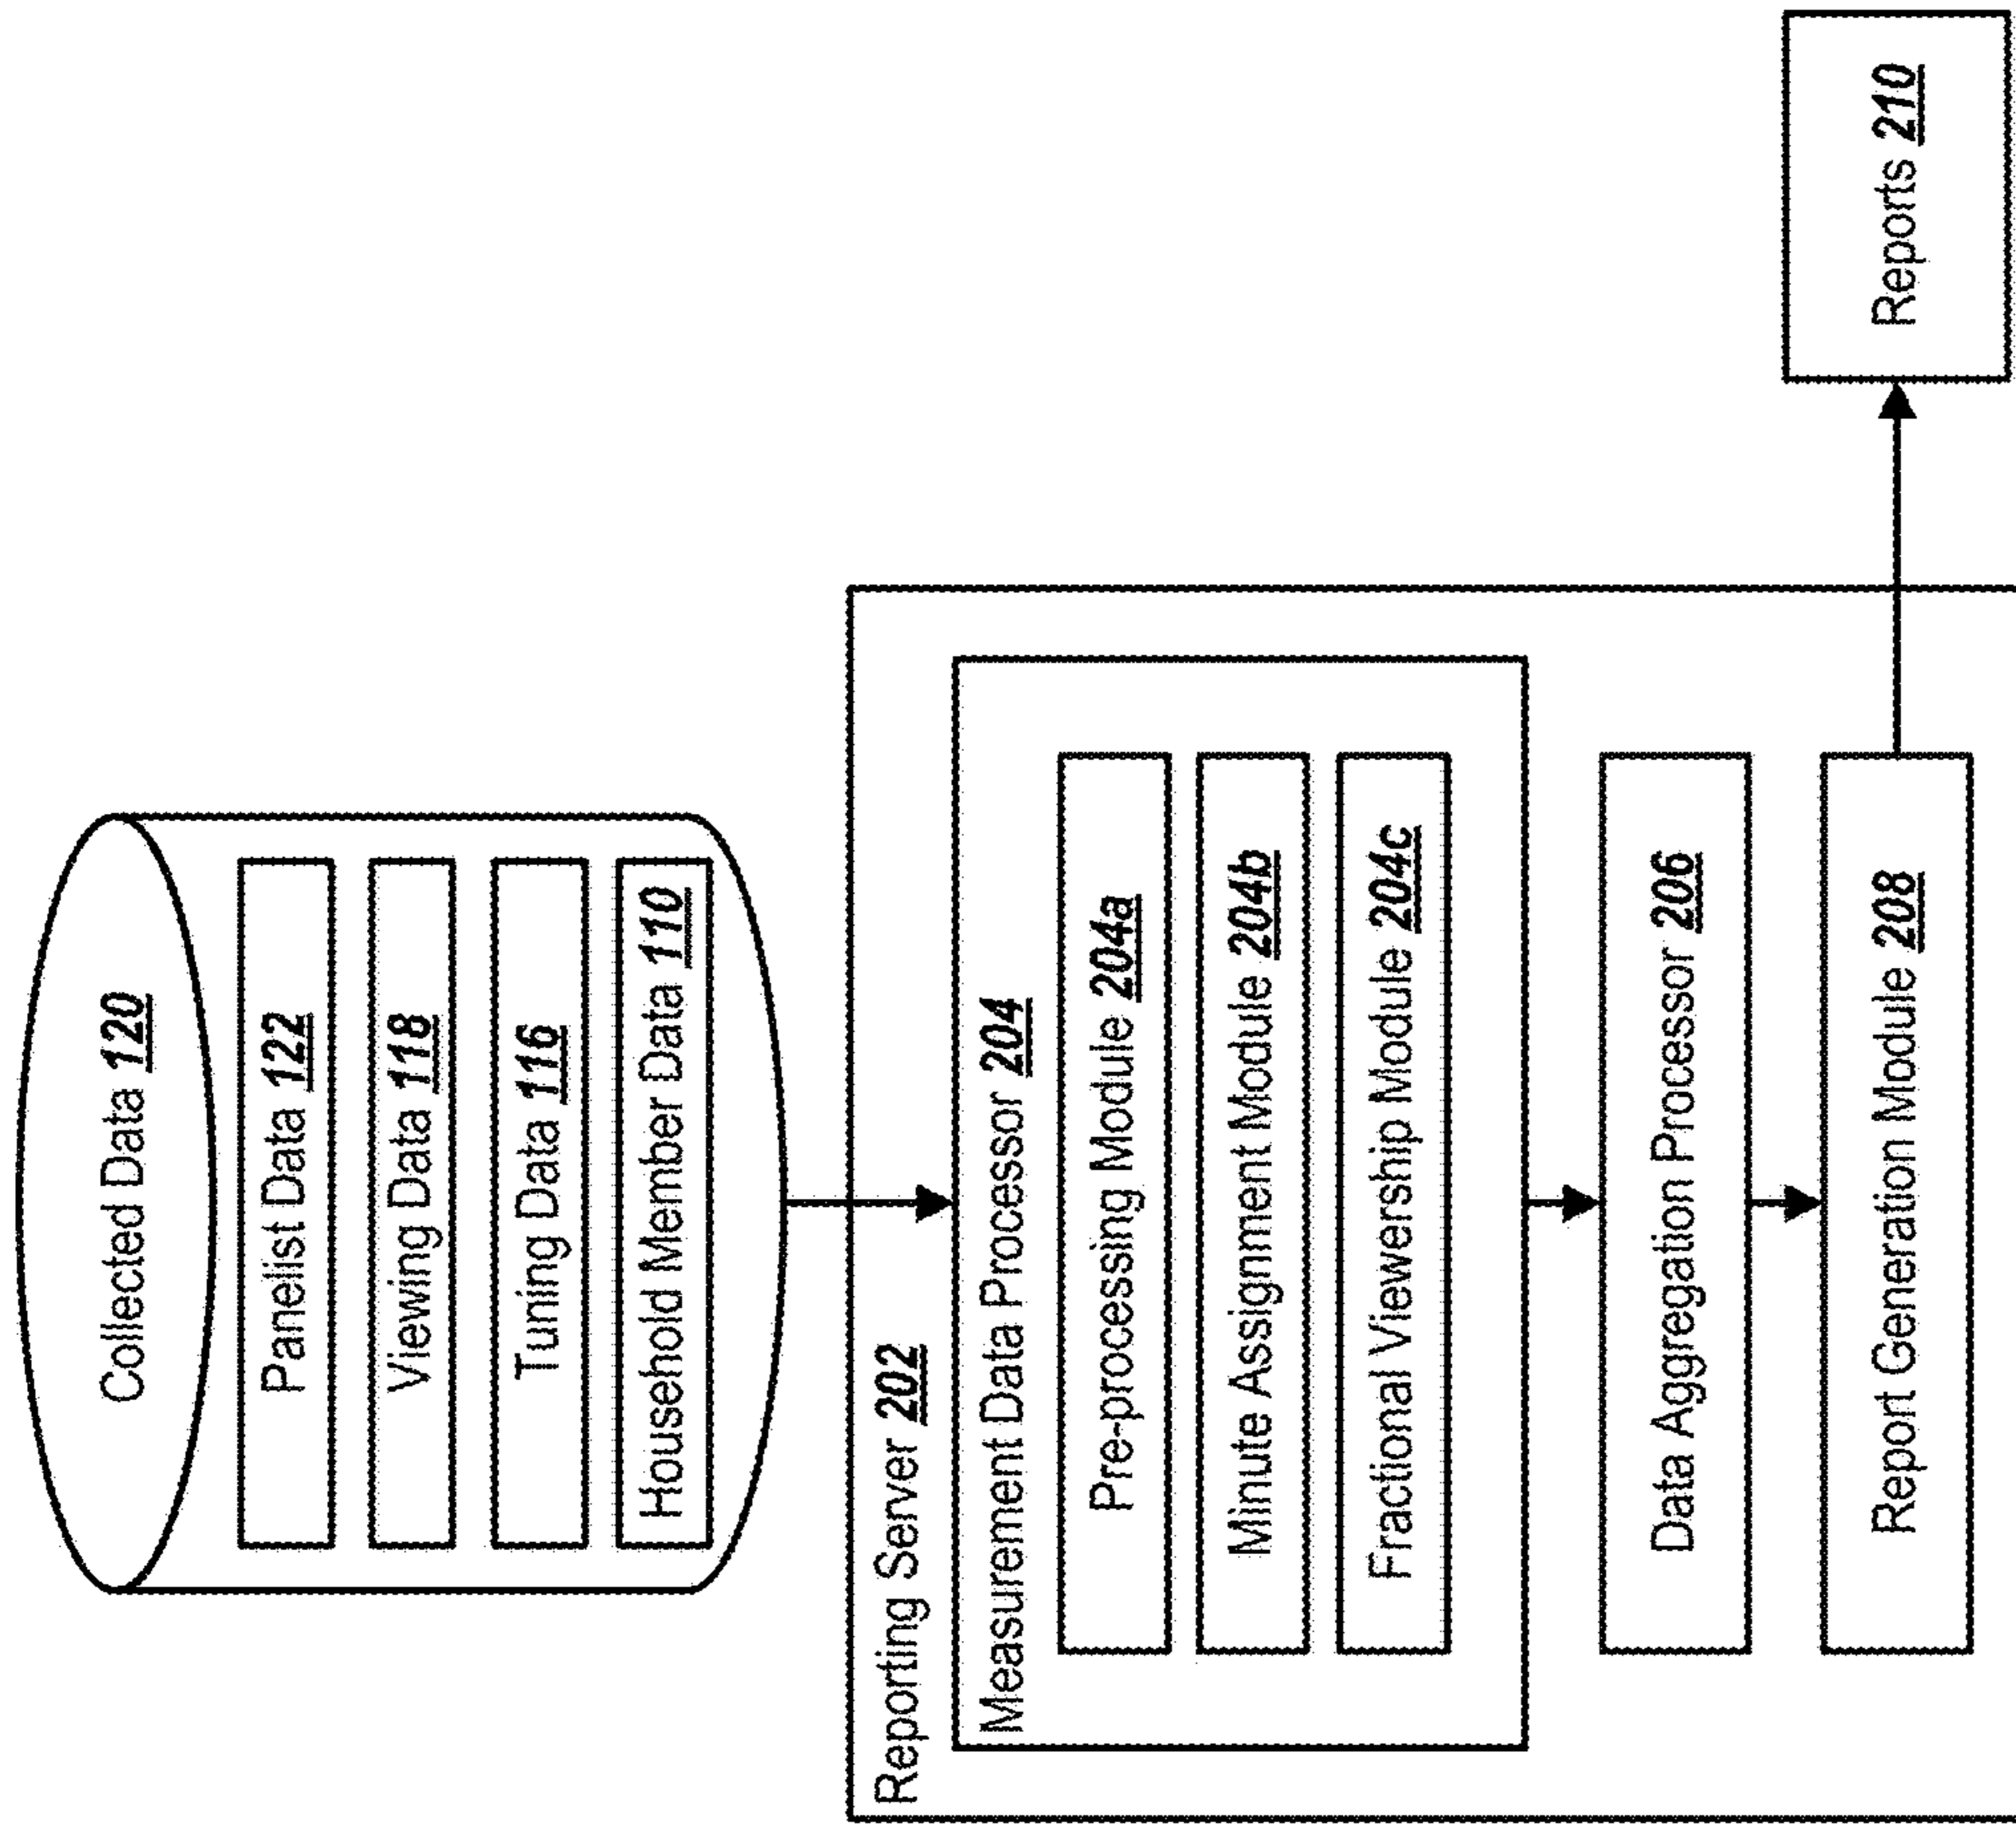 Collected Data 120
Panelist Data 122
Viewing Data 118
Tuning Data 116
Household Member Data 110
Reporting Server 202
Measurement Data Processor 204
Pre-processing Module 204a
Minute Assignment Module 204b
Fractional Viewership Module 204c
Data Aggregation Processor 206
Report Generation Module 208
Reports 210